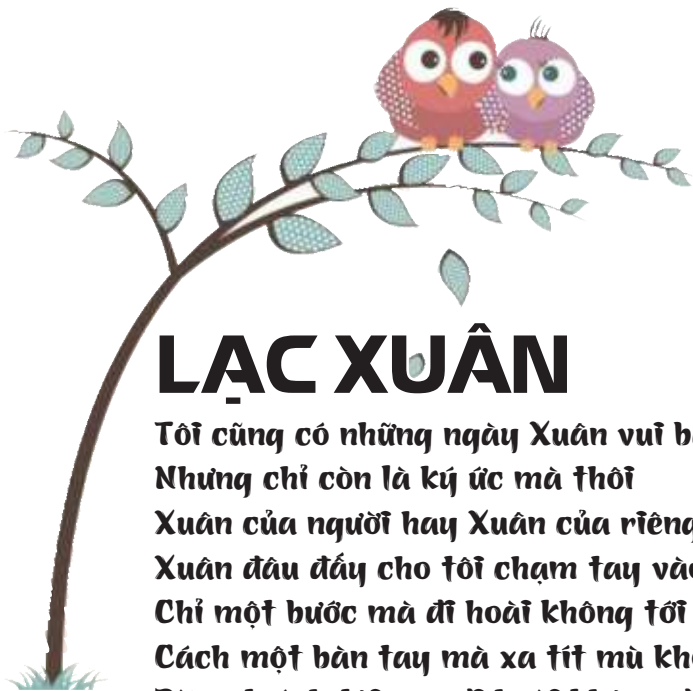 LẠC XUÂN
Tôi cũng có những ngày Xuân vui
Nhưng chỉ còn là ký ức mà thôi
Xuân của người hay Xuân của riêng
Xuân đâu đấy cho tôi chạm tay
Chỉ một bước mà đi hoài không tới
Cách một bàn tay mà xa tít mù